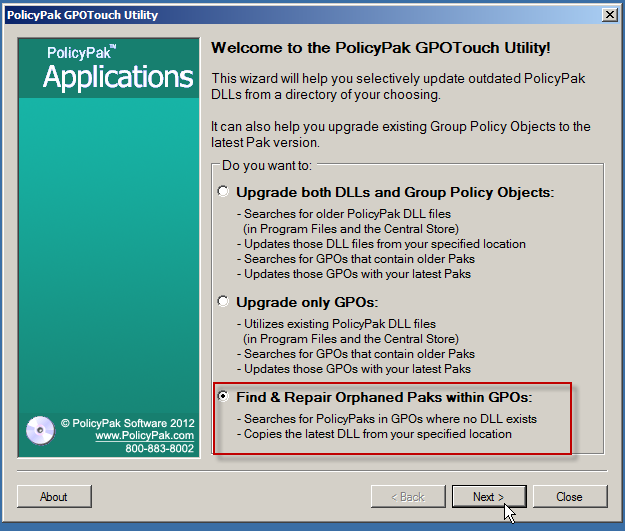 PolicyPak GPOTouch Utility
PolicyPak™
Applications
Welcome to the PolicyPak GPOTouch Utility!
This wizard will help you selectively update outdated PolicyPak
DLLs from a directory of your choosing.
It can also help you upgrade existing Group Policy Objects to the
latest Pak version.
Do you want to:
Upgrade both DLLs and Group Policy Objects:
- Searches for older PolicyPak DLL files
(in Program Files and the Central Store)
- Updates those DLL files from your specified location
- Searches for GPOs that contain older Paks
- Updates those GPOs with your latest Paks
Upgrade only GPOs:
- Utilizes existing PolicyPak DLL files
(in Program Files and the Central Store)
- Searches for GPOs that contain older Paks
- Updates those GPOs with your latest Paks
Find & Repair Orphaned Paks within GPOs:
- Searches for PolicyPaks in GPOs where no DLL exists
- Copies the latest DLL from your specified location
© PolicyPak Software 2012
www.PolicyPak.com
800-883-8002
About
< Back
Next >
Close